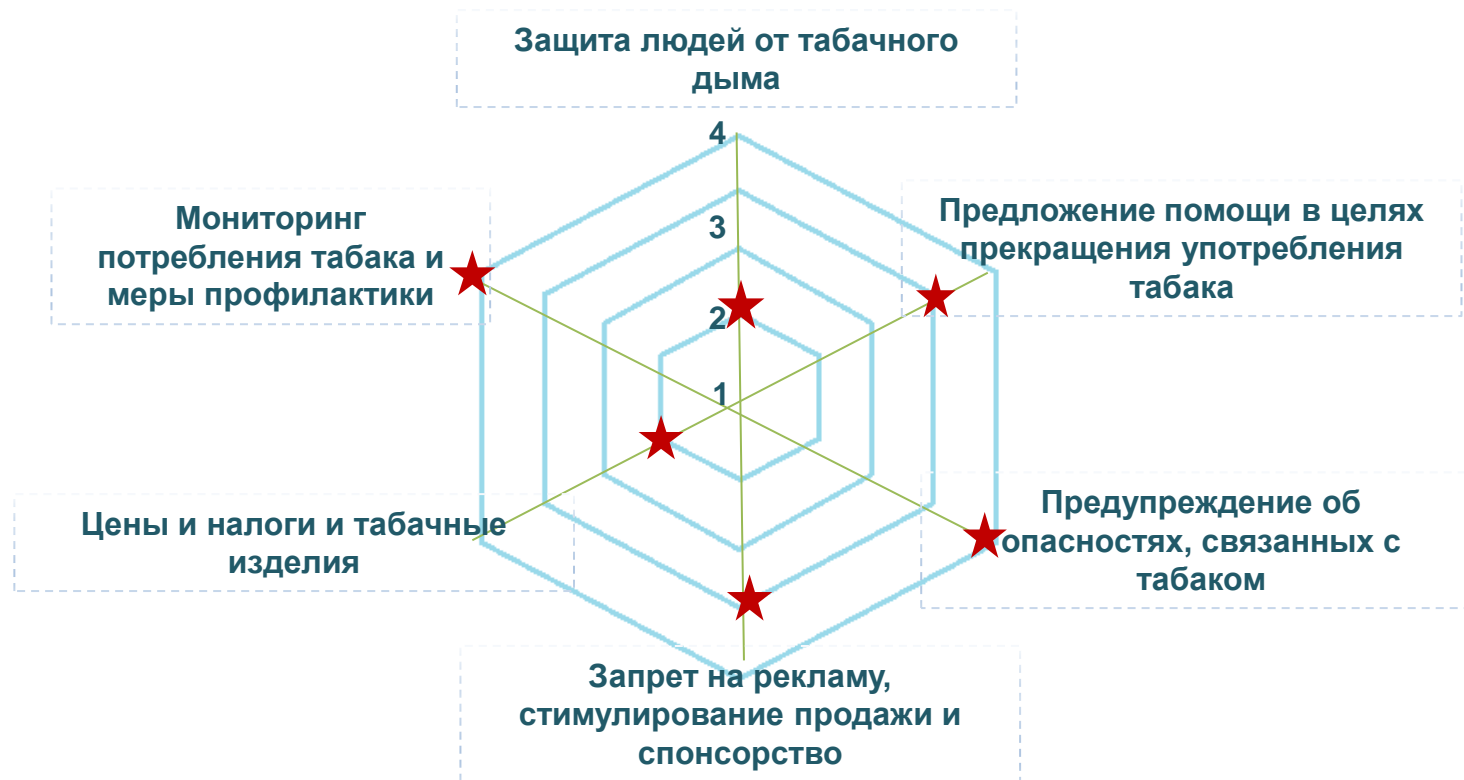 Защита людей от табачного
дыма
4
Мониторинг
потребления табака и
меры профилактики
Предложение помощи в целях
прекращения употребления
табака
3
2
1
Цены и налоги и табачные
изделия
Предупреждение об
опасностях, связанных с
табаком
Запрет на рекламу,
стимулирование продажи и
спонсорство